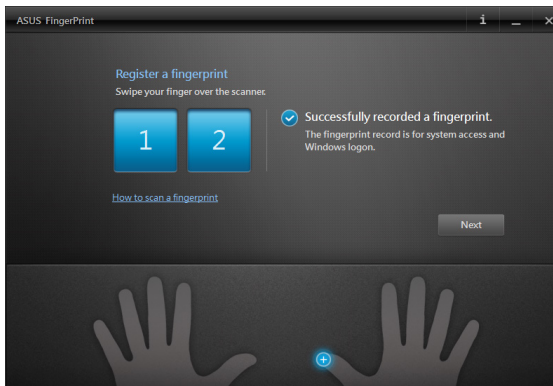 ASUS FingerPrint
Register a fingerprint
Swipe your finger over the scanner.
1 2
Successfully recorded a fingerprint.
The fingerprint record is for system access and
Windows logon.
How to scan a fingerprint
Next